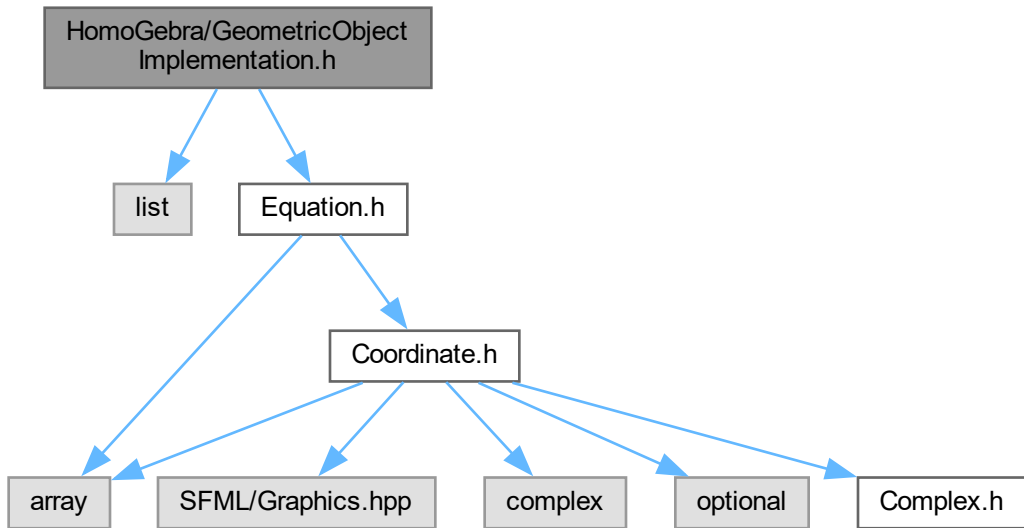 HomoGebra/GeometricObject
Implementation.h
list
Equation.h
Coordinate.h
array
SFML/Graphics.hpp
complex
optional
Complex.h